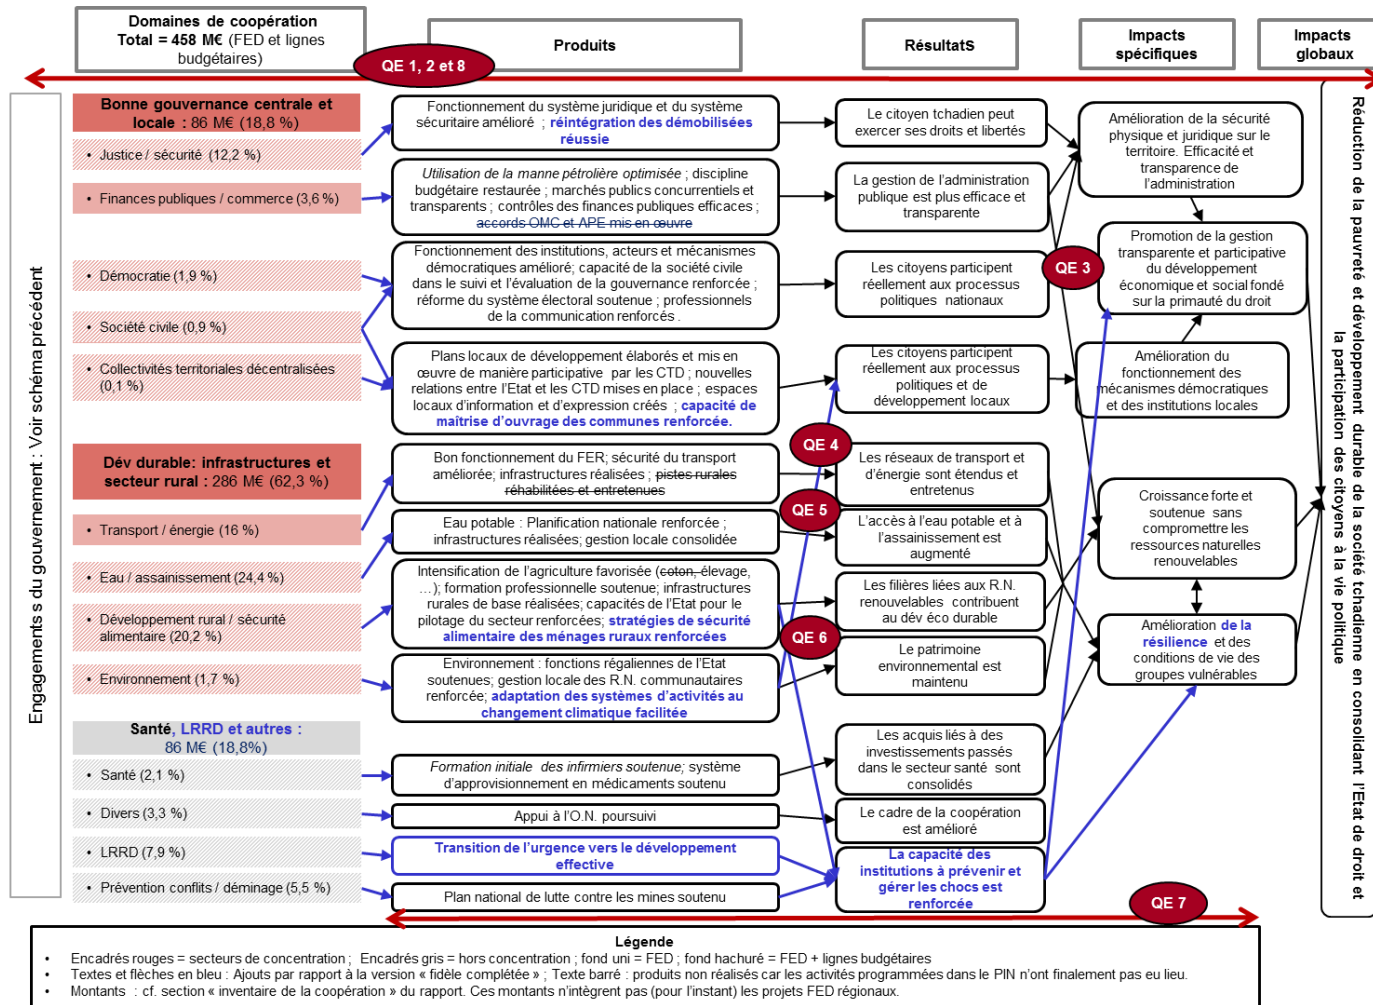 Domaines de coopération
Total = 458 M€ (FED et lignes
budgétaires)
Produits
RésultatS
Impacts
spécifiques
Impacts
globaux
QE 1, 2 et 8
Engagements du gouvernement : Voir schéma précédent
Bonne gouvernance centrale et
locale : 86 M€ (18,8 %)
• Justice / sécurité (12,2 %)
• Finances publiques / commerce (3,6 %)
• Démocratie (1,9 %)
• Société civile (0,9 %)
• Collectivités territoriales décentralisées
(0,1 %)
Dév durable: infrastructures et
secteur rural : 286 M€ (62,3 %)
• Transport / énergie (16 %)
• Eau / assainissement (24,4 %)
• Développement rural / sécurité
alimentaire (20,2 %)
• Environnement (1,7 %)
Santé, LRRD et autres :
86 M€ (18,8%)
• Santé (2,1 %)
• Divers (3,3 %)
• LRRD (7,9 %)
• Prévention conflits / déminage (5,5 %)
Fonctionnement du système juridique et du système
sécuritaire amélioré ; réintégration des démobilisées
réussie
Utilisation de la manne pétrolière optimisée ; discipline
budgétaire restaurée ; marchés publics concurrentiels et
transparents ; contrôles des finances publiques efficaces ;
accords OMC et APE mis en œuvre
Fonctionnement des institutions, acteurs et mécanismes
démocratiques amélioré; capacité de la société civile
dans le suivi et l'évaluation de la gouvernance renforcée ;
réforme du système électoral soutenue ; professionnels
de la communication renforcés .
Plans locaux de développement élaborés et mis en
œuvre de manière participative par les CTD ; nouvelles
relations entre l'Etat et les CTD mises en place ; espaces
locaux d'information et d'expression créés ; capacité de
maîtrise d'ouvrage des communes renforcée.
Bon fonctionnement du FER; sécurité du transport
améliorée; infrastructures réalisées ; pistes rurales
réhabilitées et entretenues
Eau potable : Planification nationale renforcée ;
infrastructures réalisées; gestion locale consolidée
Intensification de l'agriculture favorisée (coton, élevage,
…); formation professionnelle soutenue; infrastructures
rurales de base réalisées; capacités de l'Etat pour le
pilotage du secteur renforcées; stratégies de sécurité
alimentaire des ménages ruraux renforcées
Environnement : fonctions régaliennes de l'Etat
soutenues; gestion locale des R.N. communautaires
renforcée; adaptation des systèmes d'activités au
changement climatique facilitée
Formation initiale des infirmiers soutenue; système
d'approvisionnement en médicaments soutenu
Appui à l'O.N. poursuivi
Transition de l'urgence vers le développement
effective
Plan national de lutte contre les mines soutenu
QE 4
QE 5
QE 6
Le citoyen tchadien peut
exercer ses droits et libertés
La gestion de l'administration
publique est plus efficace et
transparente
Les citoyens participent
réellement aux processus
politiques nationaux
Les citoyens participent
réellement aux processus
politiques et de
développement locaux
Les réseaux de transport et
d'énergie sont étendus et
entretenus
L'accès à l'eau potable et à
l'assainissement est
augmenté
Les filières liées aux R.N.
renouvelables contribuent
au dév éco durable
Le patrimoine
environnemental est
maintenu
Les acquis liés à des
investissements passés
dans le secteur santé sont
consolidés
Le cadre de la coopération
est amélioré
La capacité des
institutions à prévenir et
gérer les chocs est
renforcée
QE 3
Amélioration de la sécurité
physique et juridique sur le
territoire. Efficacité et
transparence de
l'administration
Promotion de la gestion
transparente et participative
du développement
économique et social fondé
sur la primauté du droit
Amélioration du
fonctionnement des
mécanismes démocratiques
et des institutions locales
Croissance forte et
soutenue sans
compromettre les
ressources naturelles
renouvelables
Amélioration de la
résilience et des
conditions de vie des
groupes vulnérables
Réduction de la pauvreté et développement durable de la société tchadienne en consolidant l'Etat de droit et
la participation des citoyens à la vie politique
QE 7
Légende
• Encadrés rouges = secteurs de concentration ; Encadrés gris = hors concentration ; fond uni = FED ; fond hachuré = FED + lignes budgétaires
• Textes et flèches en bleu : Ajouts par rapport à la version « fidèle complétée » ; Texte barré : produits non réalisés car les activités programmées dans le PIN n'ont finalement pas eu lieu.
• Montants : cf. section « inventaire de la coopération » du rapport. Ces montants n'intègrent pas (pour l'instant) les projets FED régionaux.